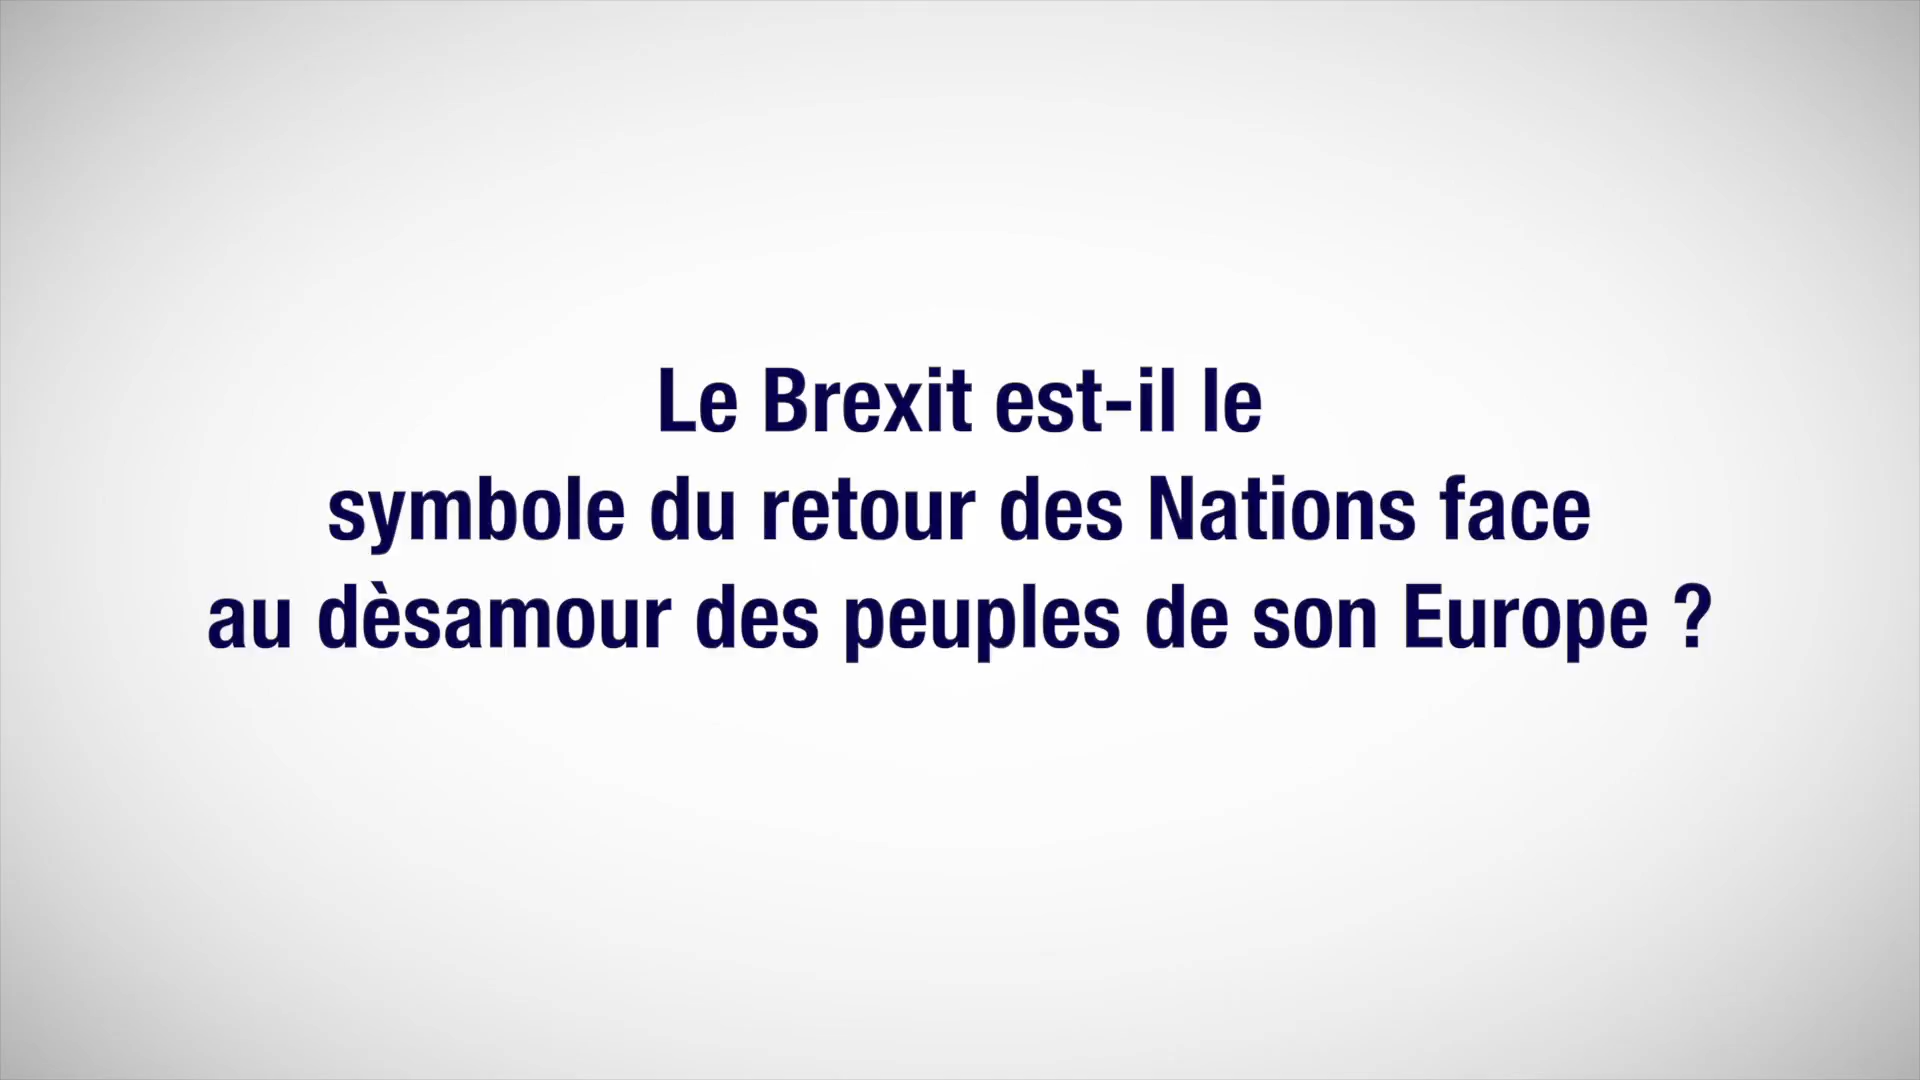 Le Brexit est-il le
symbole du retour des Nations face
au dèsamour des peuples de son Europe ?